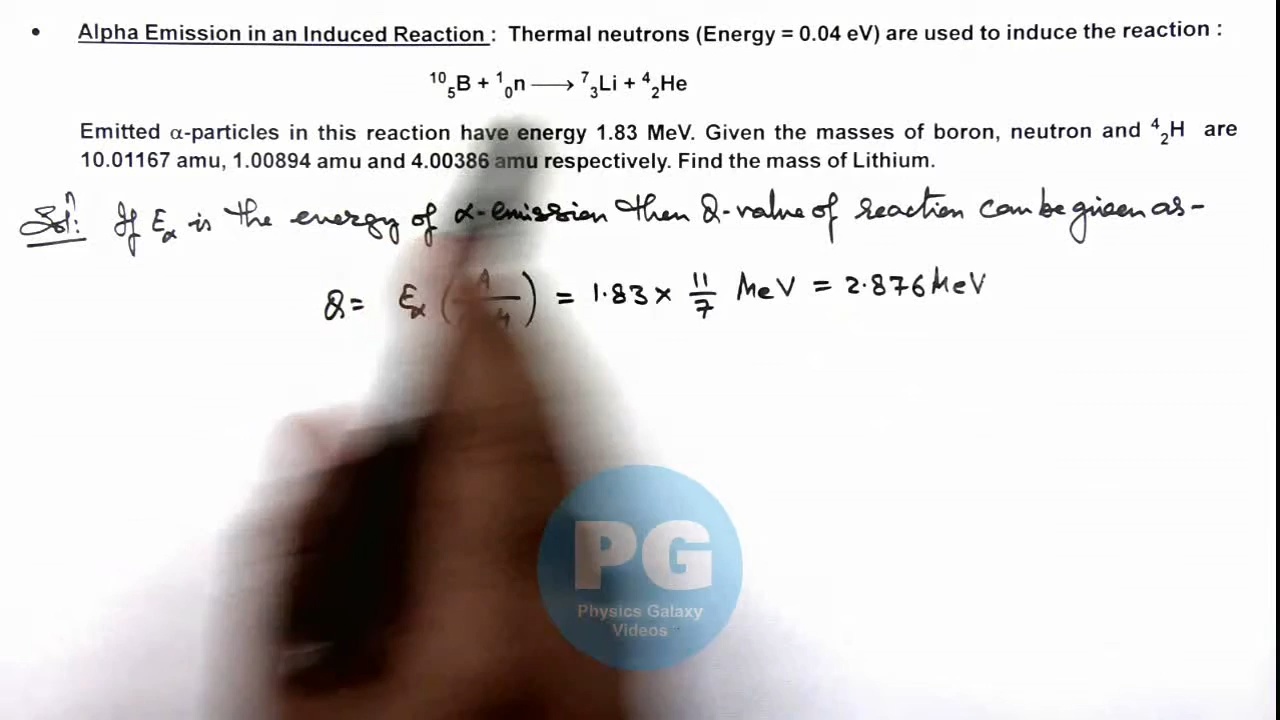 • Alpha Emission in an Induced Reaction : Thermal neutrons (Energy = 0.04 eV) are used to induce the reaction :
¹⁰₅B + ¹₀n ⟶ ⁷₃Li + ⁴₂He
Emitted α-particles in this reaction have energy 1.83 MeV. Given the masses of boron, neutron and ⁴₂H are
10.01167 amu, 1.00894 amu and 4.00386 amu respectively. Find the mass of Lithium.
Solⁿ: If Eα is the energy of α-emission then Q-value of reaction can be given as-
Q = Eα ( ) = 1.83 × 11/7 MeV = 2.876 MeV
PG
Physics Galaxy
Videos